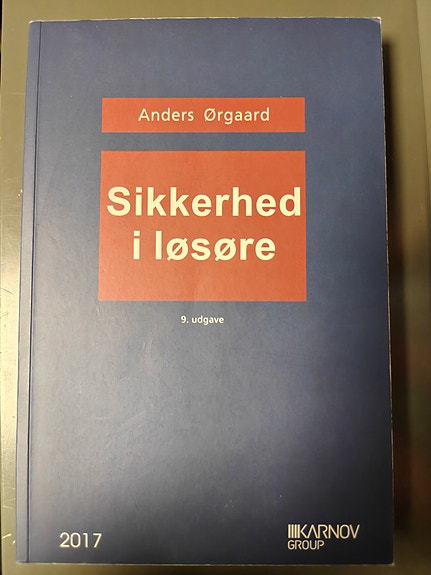 Anders Ørgaard
Sikkerhed
i løsøre
9. udgave
2017
KARNOV
GROUP